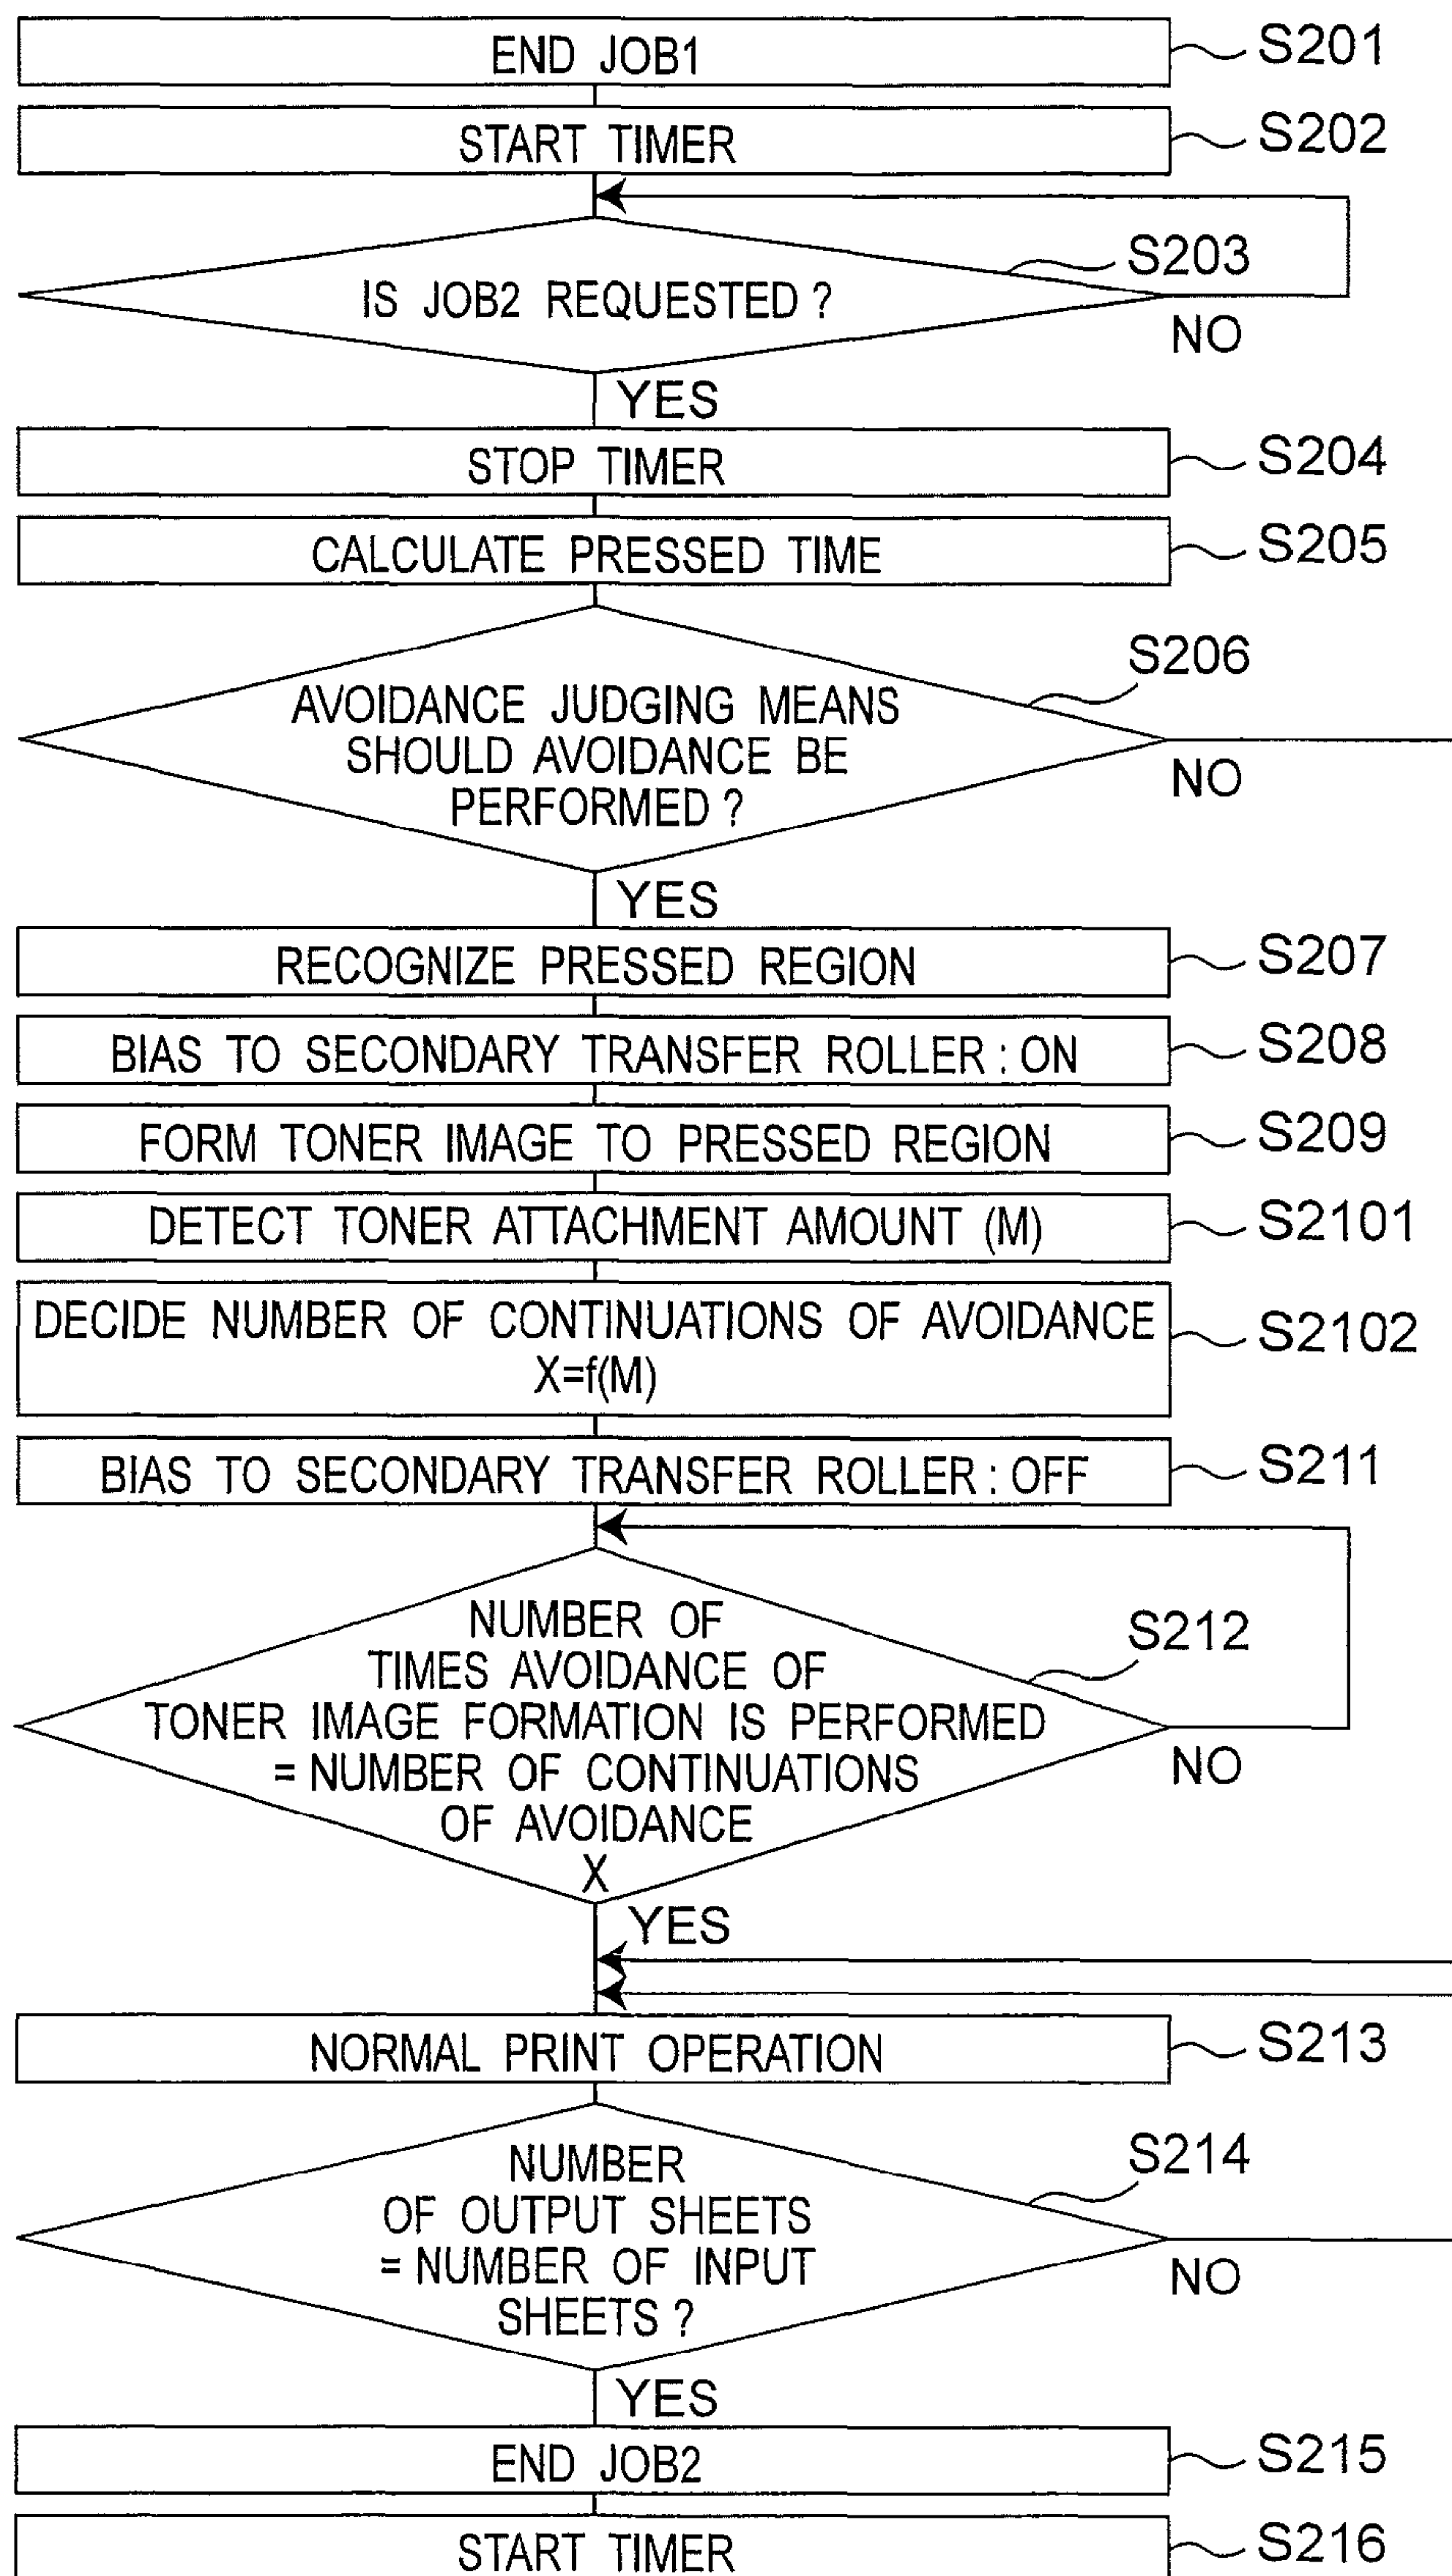 END JOB1
S201
START TIMER
S202
S203
IS JOB2 REQUESTED ?
NO
YES
STOP TIMER
S204
CALCULATE PRESSED TIME
S205
S206
AVOIDANCE JUDGING MEANS
SHOULD AVOIDANCE BE
PERFORMED ?
NO
YES
RECOGNIZE PRESSED REGION
S207
BIAS TO SECONDARY TRANSFER ROLLER : ON
S208
FORM TONER IMAGE TO PRESSED REGION
S209
DETECT TONER ATTACHMENT AMOUNT (M)
S2101
DECIDE NUMBER OF CONTINUATIONS OF AVOIDANCE
X=f(M)
S2102
BIAS TO SECONDARY TRANSFER ROLLER : OFF
S211
NUMBER OF
S212
TIMES AVOIDANCE OF
TONER IMAGE FORMATION IS PERFORMED
= NUMBER OF CONTINUATIONS
NO
OF AVOIDANCE
X
YES
NORMAL PRINT OPERATION
S213
S214
NUMBER
OF OUTPUT SHEETS
= NUMBER OF INPUT
NO
SHEETS ?
YES
END JOB2
S215
START TIMER
S216